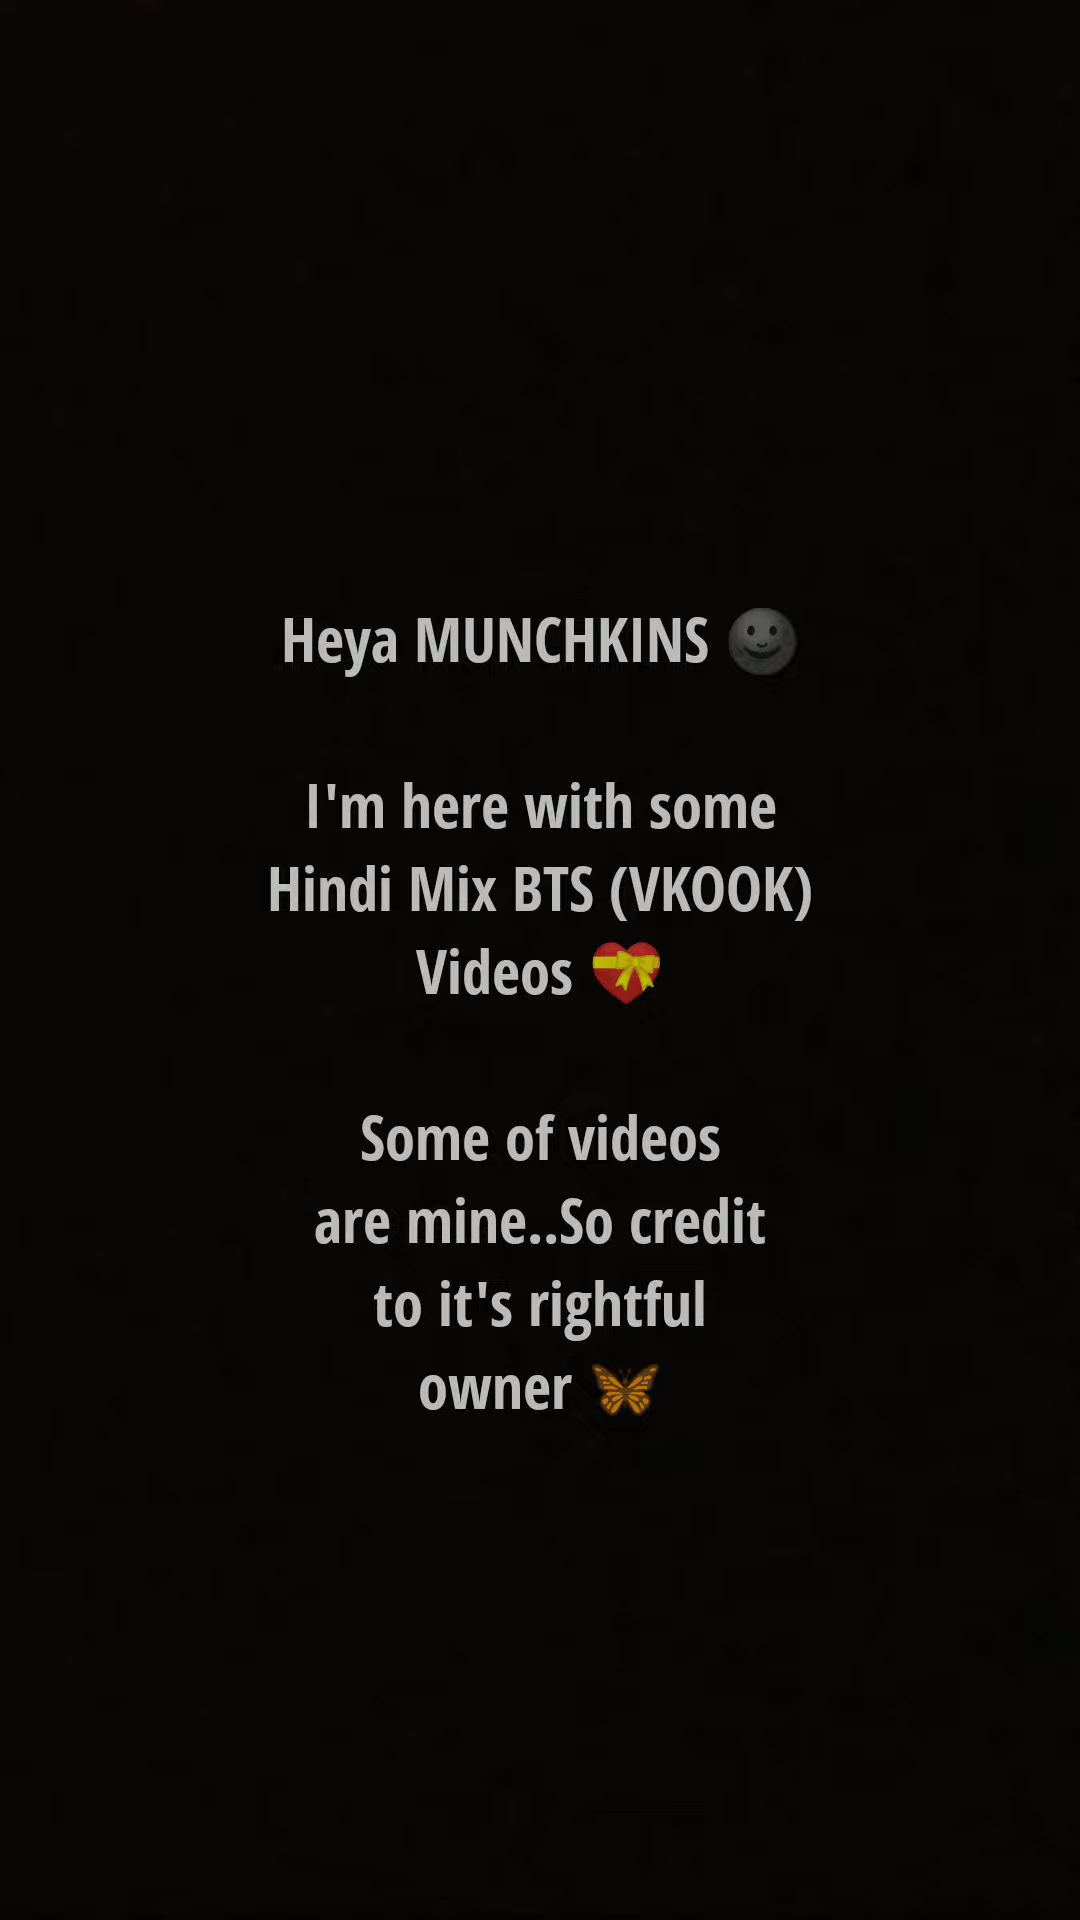 Heya MUNCHKINS 🌚
I'm here with some
Hindi Mix BTS (VKOOK)
Videos 💝
Some of videos
are mine..So credit
to it's rightful
owner 🦋